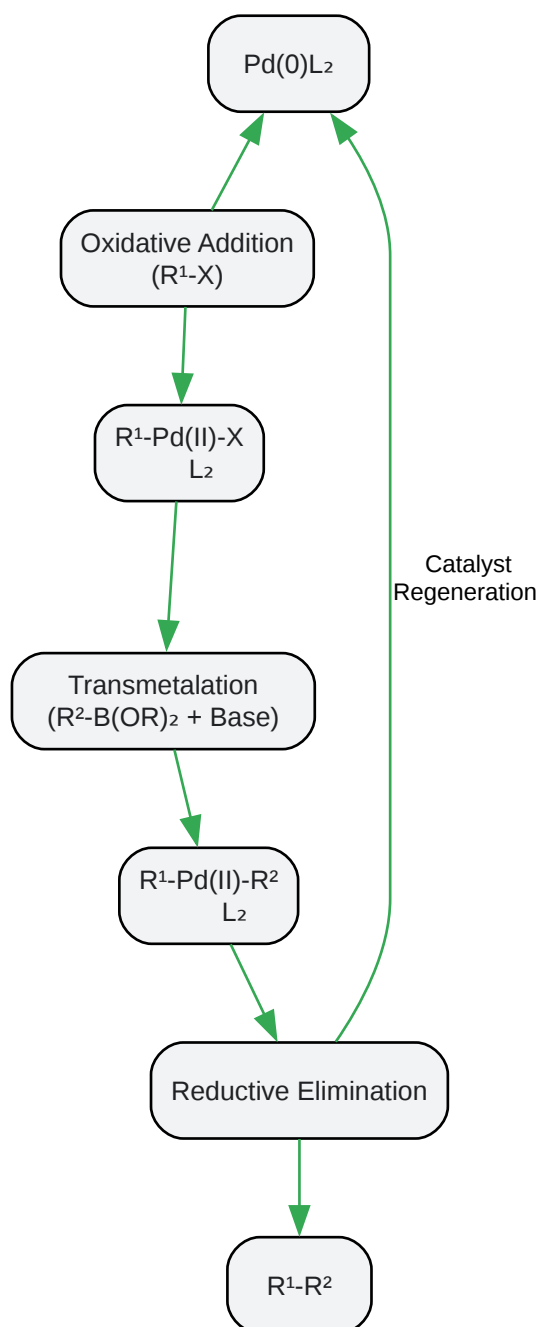 Pd(0)L₂
Oxidative Addition
(R¹-X)
R¹-Pd(II)-X
L₂
Catalyst
Regeneration
Transmetalation
(R²-B(OR)₂ + Base)
R¹-Pd(II)-R²
L₂
Reductive Elimination
R¹-R²